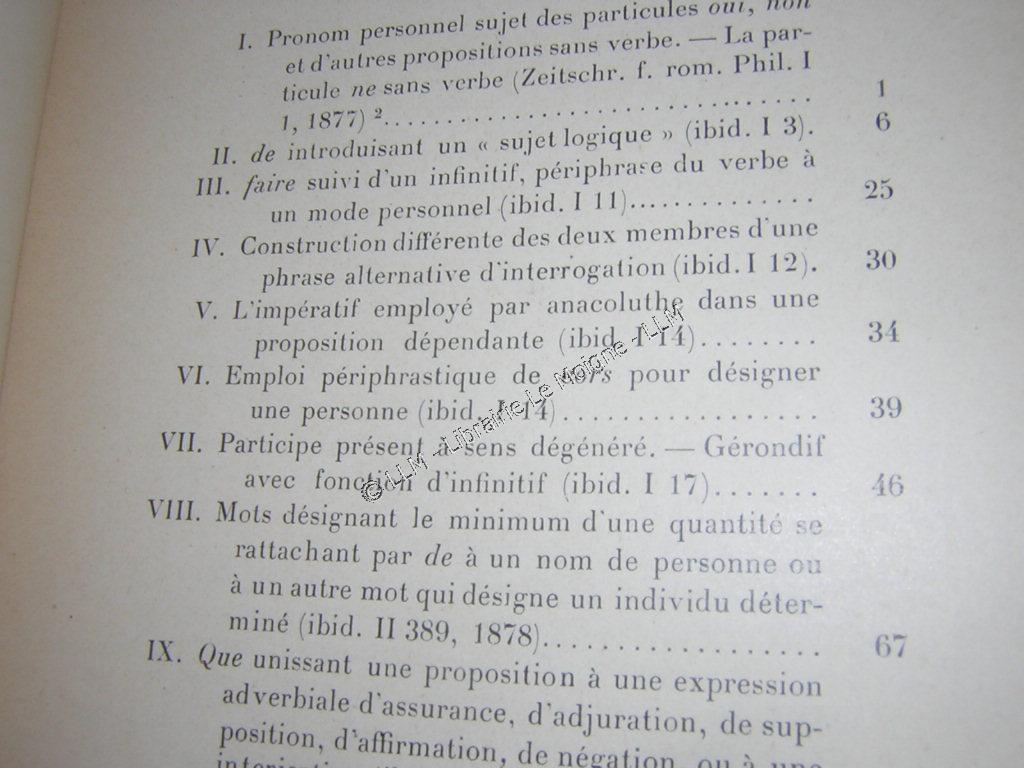 I. Pronom personnel sujet des particules oui, non
et d'autres propositions sans verbe. — La par-
ticule ne sans verbe (Zeitschr. f. rom. Phil. I
1, 1877) 2.............................. 1
II. de introduisant un « sujet logique » (ibid. I 3). 6
III. faire suivi d'un infinitif, périphrase du verbe à
un mode personnel (ibid. I 11).............. 25
IV. Construction différente des deux membres d'une
phrase alternative d'interrogation (ibid. I 12). 30
V. L'impératif employé par anacoluthe dans une
proposition dépendante (ibid. I 14)........ 34
VI. Emploi périphrastique de cors pour désigner
une personne (ibid. I 14).................. 39
VII. Participe présent à sens dégénéré. — Gérondif
avec fonction d'infinitif (ibid. I 17)....... 46
VIII. Mots désignant le minimum d'une quantité se
rattachant par de à un nom de personne ou
à un autre mot qui désigne un individu déter-
miné (ibid. II 389, 1878)................... 67
IX. Que unissant une proposition à une expression
adverbiale d'assurance, d'adjuration, de sup-
position, d'affirmation, de négation, ou à une
© LLM - Librairie Le Moigne - LLM